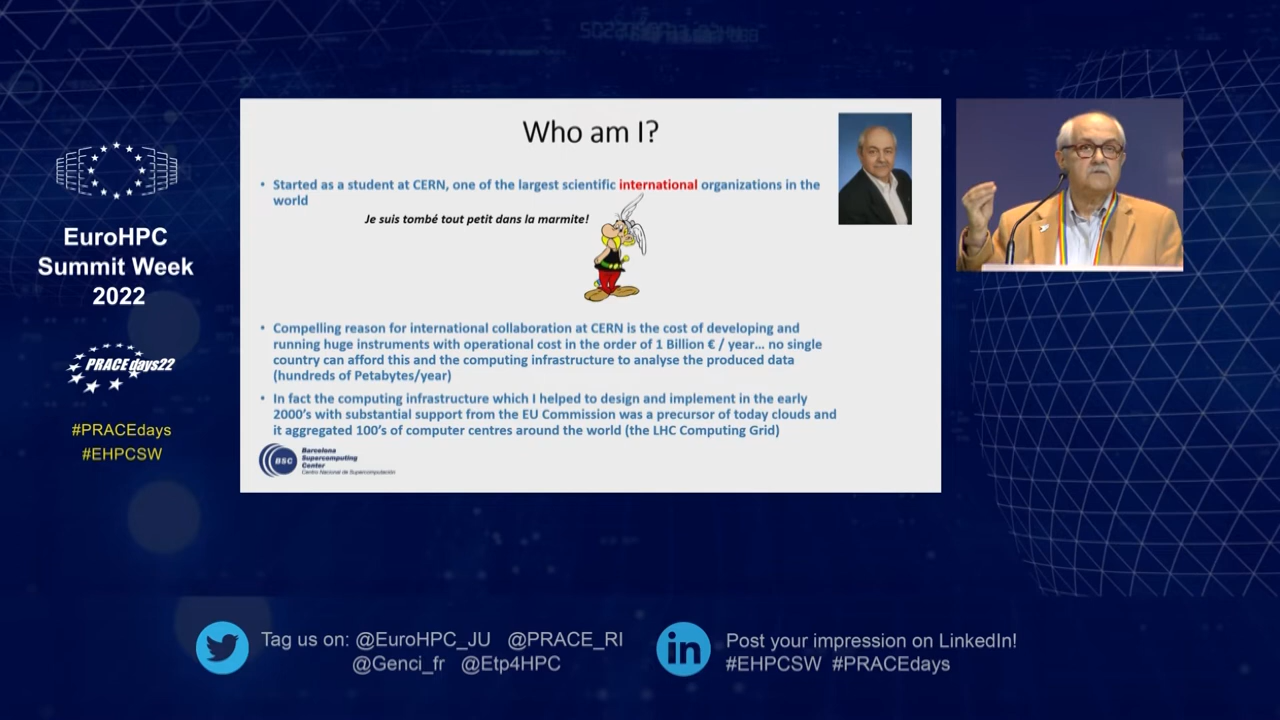 EuroHPC
Summit Week
2022
PRACEdays22
#PRACEdays
#EHPCSW
Who am I?
• Started as a student at CERN, one of the largest scientific international organizations in the
world
Je suis tombé tout petit dans la marmite!
• Compelling reason for international collaboration at CERN is the cost of developing and
running huge instruments with operational cost in the order of 1 Billion € / year... no single
country can afford this and the computing infrastructure to analyse the produced data
(hundreds of Petabytes/year)
• In fact the computing infrastructure which I helped to design and implement in the early
2000's with substantial support from the EU Commission was a precursor of today clouds and
it aggregated 100's of computer centres around the world (the LHC Computing Grid)
BSC
Barcelona
Supercomputing
Center
Centro Nacional de Supercomputación
Tag us on: @EuroHPC_JU @PRACE_RI
@Genci_fr @Etp4HPC
in
Post your impression on LinkedIn!
#EHPCSW #PRACEdays